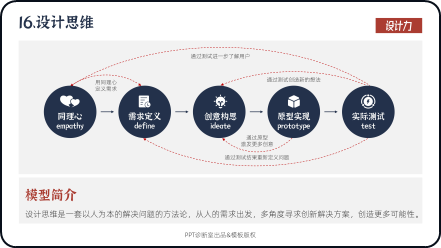 16.设计思维
设计力
通过测试进一步了解用户
用同理心
定义需求
通过测试创造新的想法
同理心
empathy
需求定义
define
创意构思
ideate
原型实现
prototype
实际测试
test
通过原型
激发更多创意
通过测试结果重新定义问题
模型简介
设计思维是一套以人为本的解决问题的方法论，从人的需求出发，多角度寻求创新解决方案，创造更多可能性。
PPT诊断室出品&模板版权